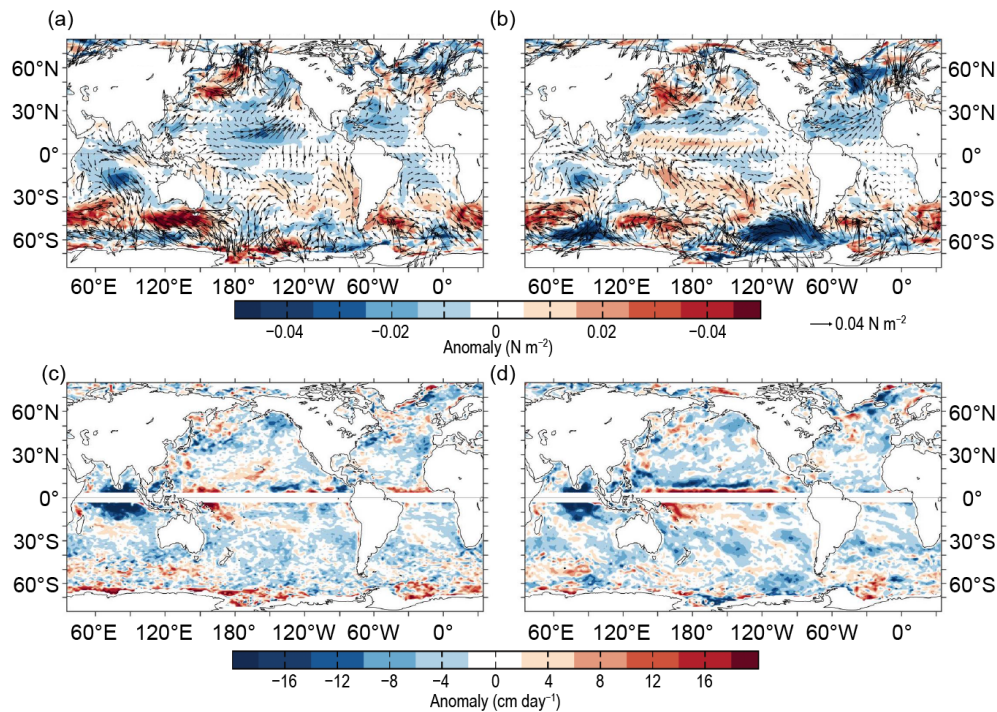 (a) (b)
60°N 60°N
30°N 30°N
0° 0°
30°S 30°S
60°S 60°S
60°E 120°E 180° 120°W 60°W 0° 60°E 120°E 180° 120°W 60°W 0°
−0.04 −0.02 0 0.02 −0.04
Anomaly (N m⁻²)
0.04 N m⁻²
(c) (d)
60°N 60°N
30°N 30°N
0° 0°
30°S 30°S
60°S 60°S
60°E 120°E 180° 120°W 60°W 0° 60°E 120°E 180° 120°W 60°W 0°
−16 −12 −8 −4 0 4 8 12 16
Anomaly (cm day⁻¹)